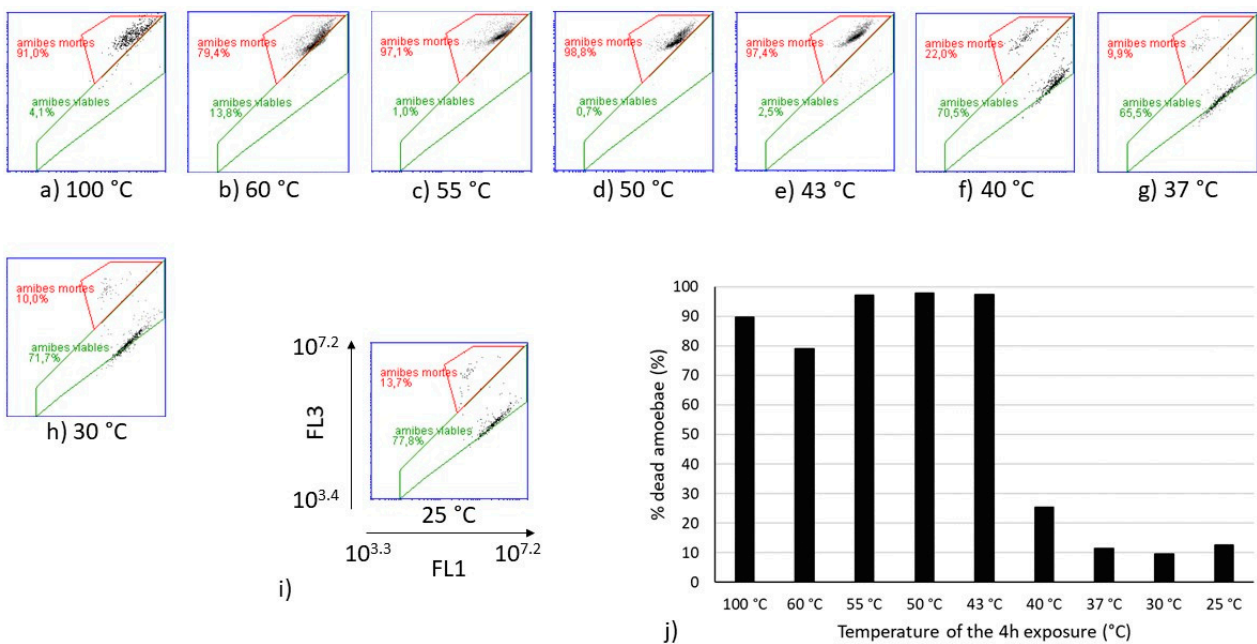 amibes mortes
91,0%
amibes viables
4,1%
a) 100 °C
amibes mortes
79,4%
amibes viables
13,8%
b) 60 °C
amibes mortes
97,1%
amibes viables
1,0%
c) 55 °C
amibes mortes
98,8%
amibes viables
0,7%
d) 50 °C
amibes mortes
97,4%
amibes viables
2,5%
e) 43 °C
amibes mortes
22,0%
amibes viables
70,5%
f) 40 °C
amibes mortes
9,9%
amibes viables
65,5%
g) 37 °C
amibes mortes
10,0%
amibes viables
71,7%
h) 30 °C
10^7.2
FL3
10^3.4
amibes mortes
13,7%
amibes viables
77,8%
25 °C
10^3.3
10^7.2
FL1
i)
% dead amoebae (%)
100
90
80
70
60
50
40
30
20
10
0
100 °C 60 °C 55 °C 50 °C 43 °C 40 °C 37 °C 30 °C 25 °C
Temperature of the 4h exposure (°C)
j)